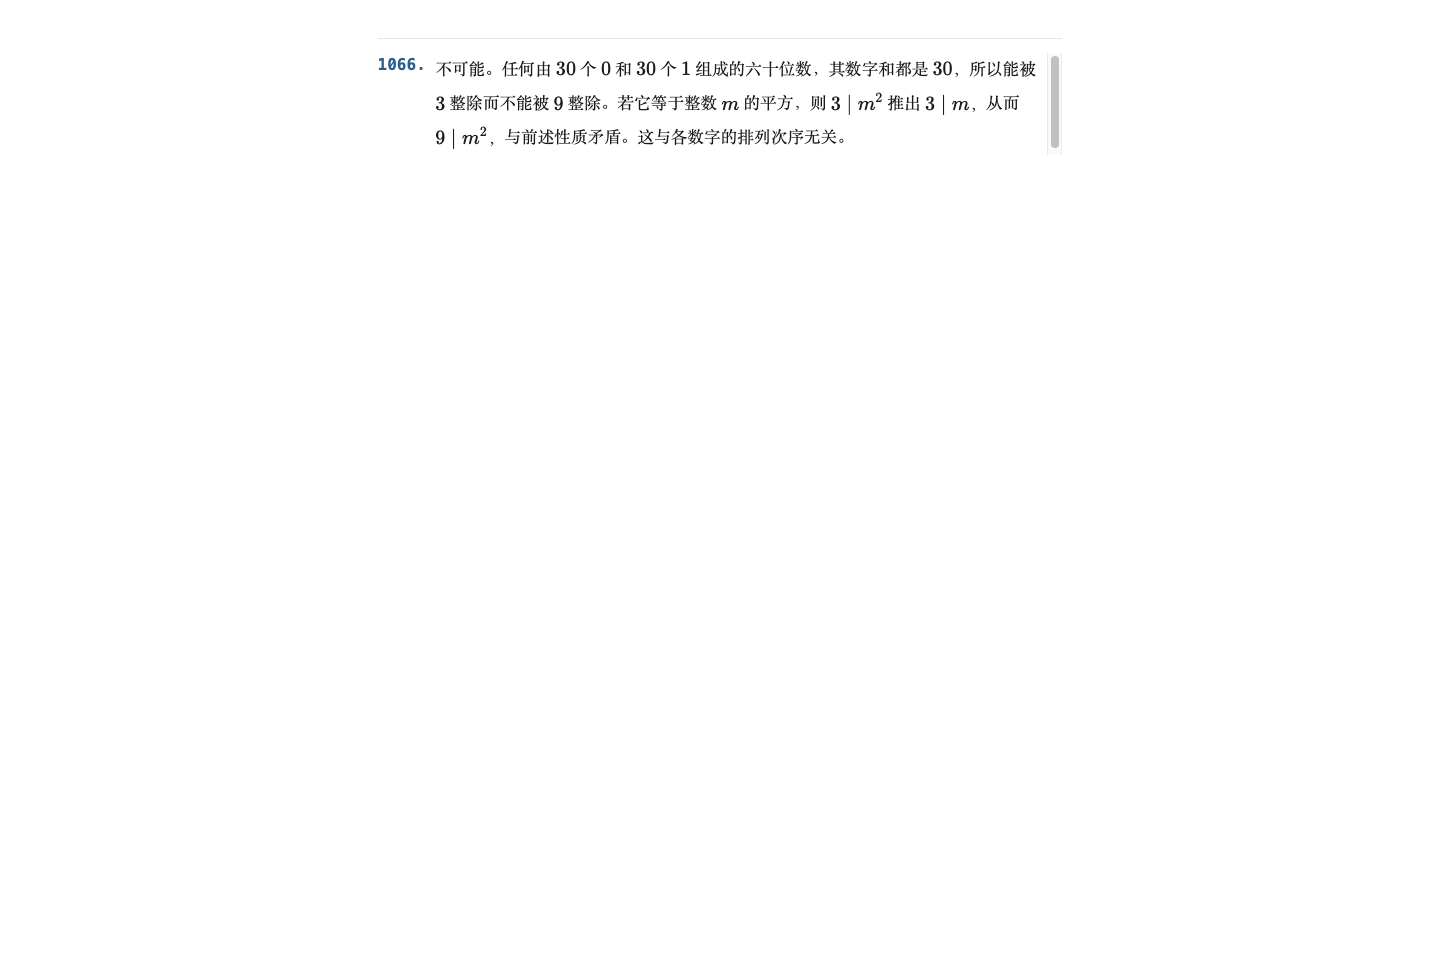 1066. 不可能。任何由 30 个 0 和 30 个 1 组成的六十位数，其数字和都是 30，所以能被
3 整除而不能被 9 整除。若它等于整数 m 的平方，则 3 | m² 推出 3 | m，从而
9 | m²，与前述性质矛盾。这与各数字的排列次序无关。